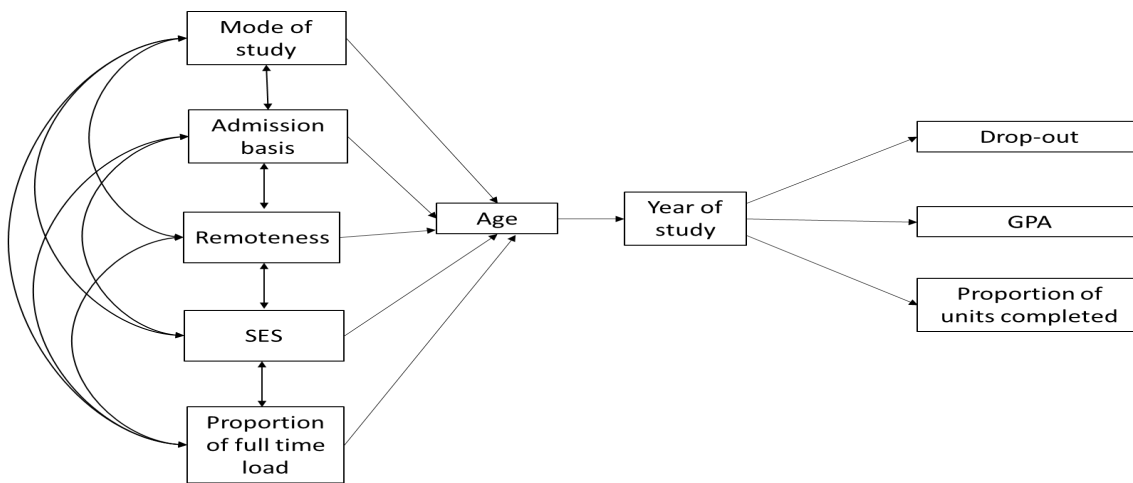 Mode of
study
Admission
basis
Remoteness
SES
Proportion
of full time
load
Age
Year of
study
Drop-out
GPA
Proportion of
units completed